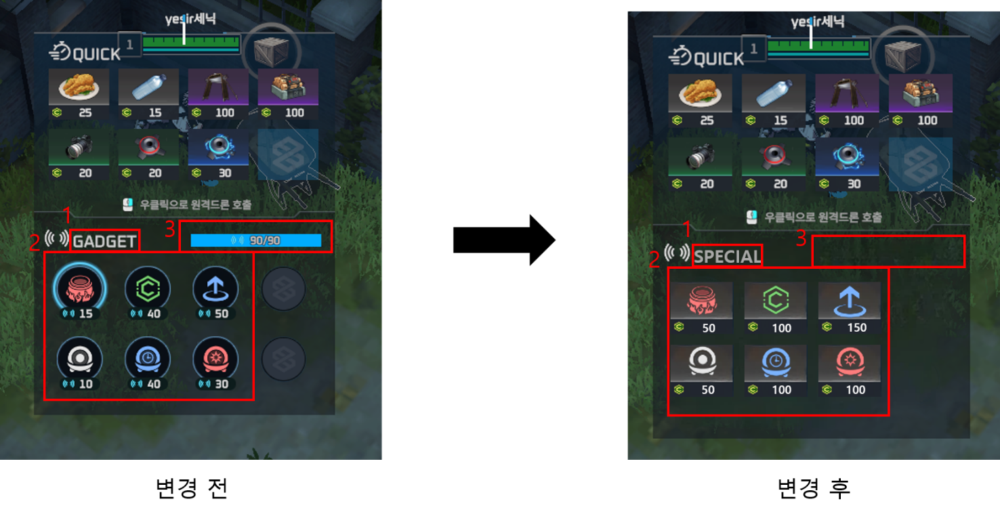 yesir세닉
1
QUICK
25 15 100 100
20 20 30
우클릭으로 원격드론 호출
1
2
GADGET
3
90/90
15 40 50
10 40 30
변경 전
yesir세닉
1
QUICK
25 15 100 100
20 20 30
우클릭으로 원격드론 호출
1
2
SPECIAL
3
50 100 150
50 100 100
변경 후